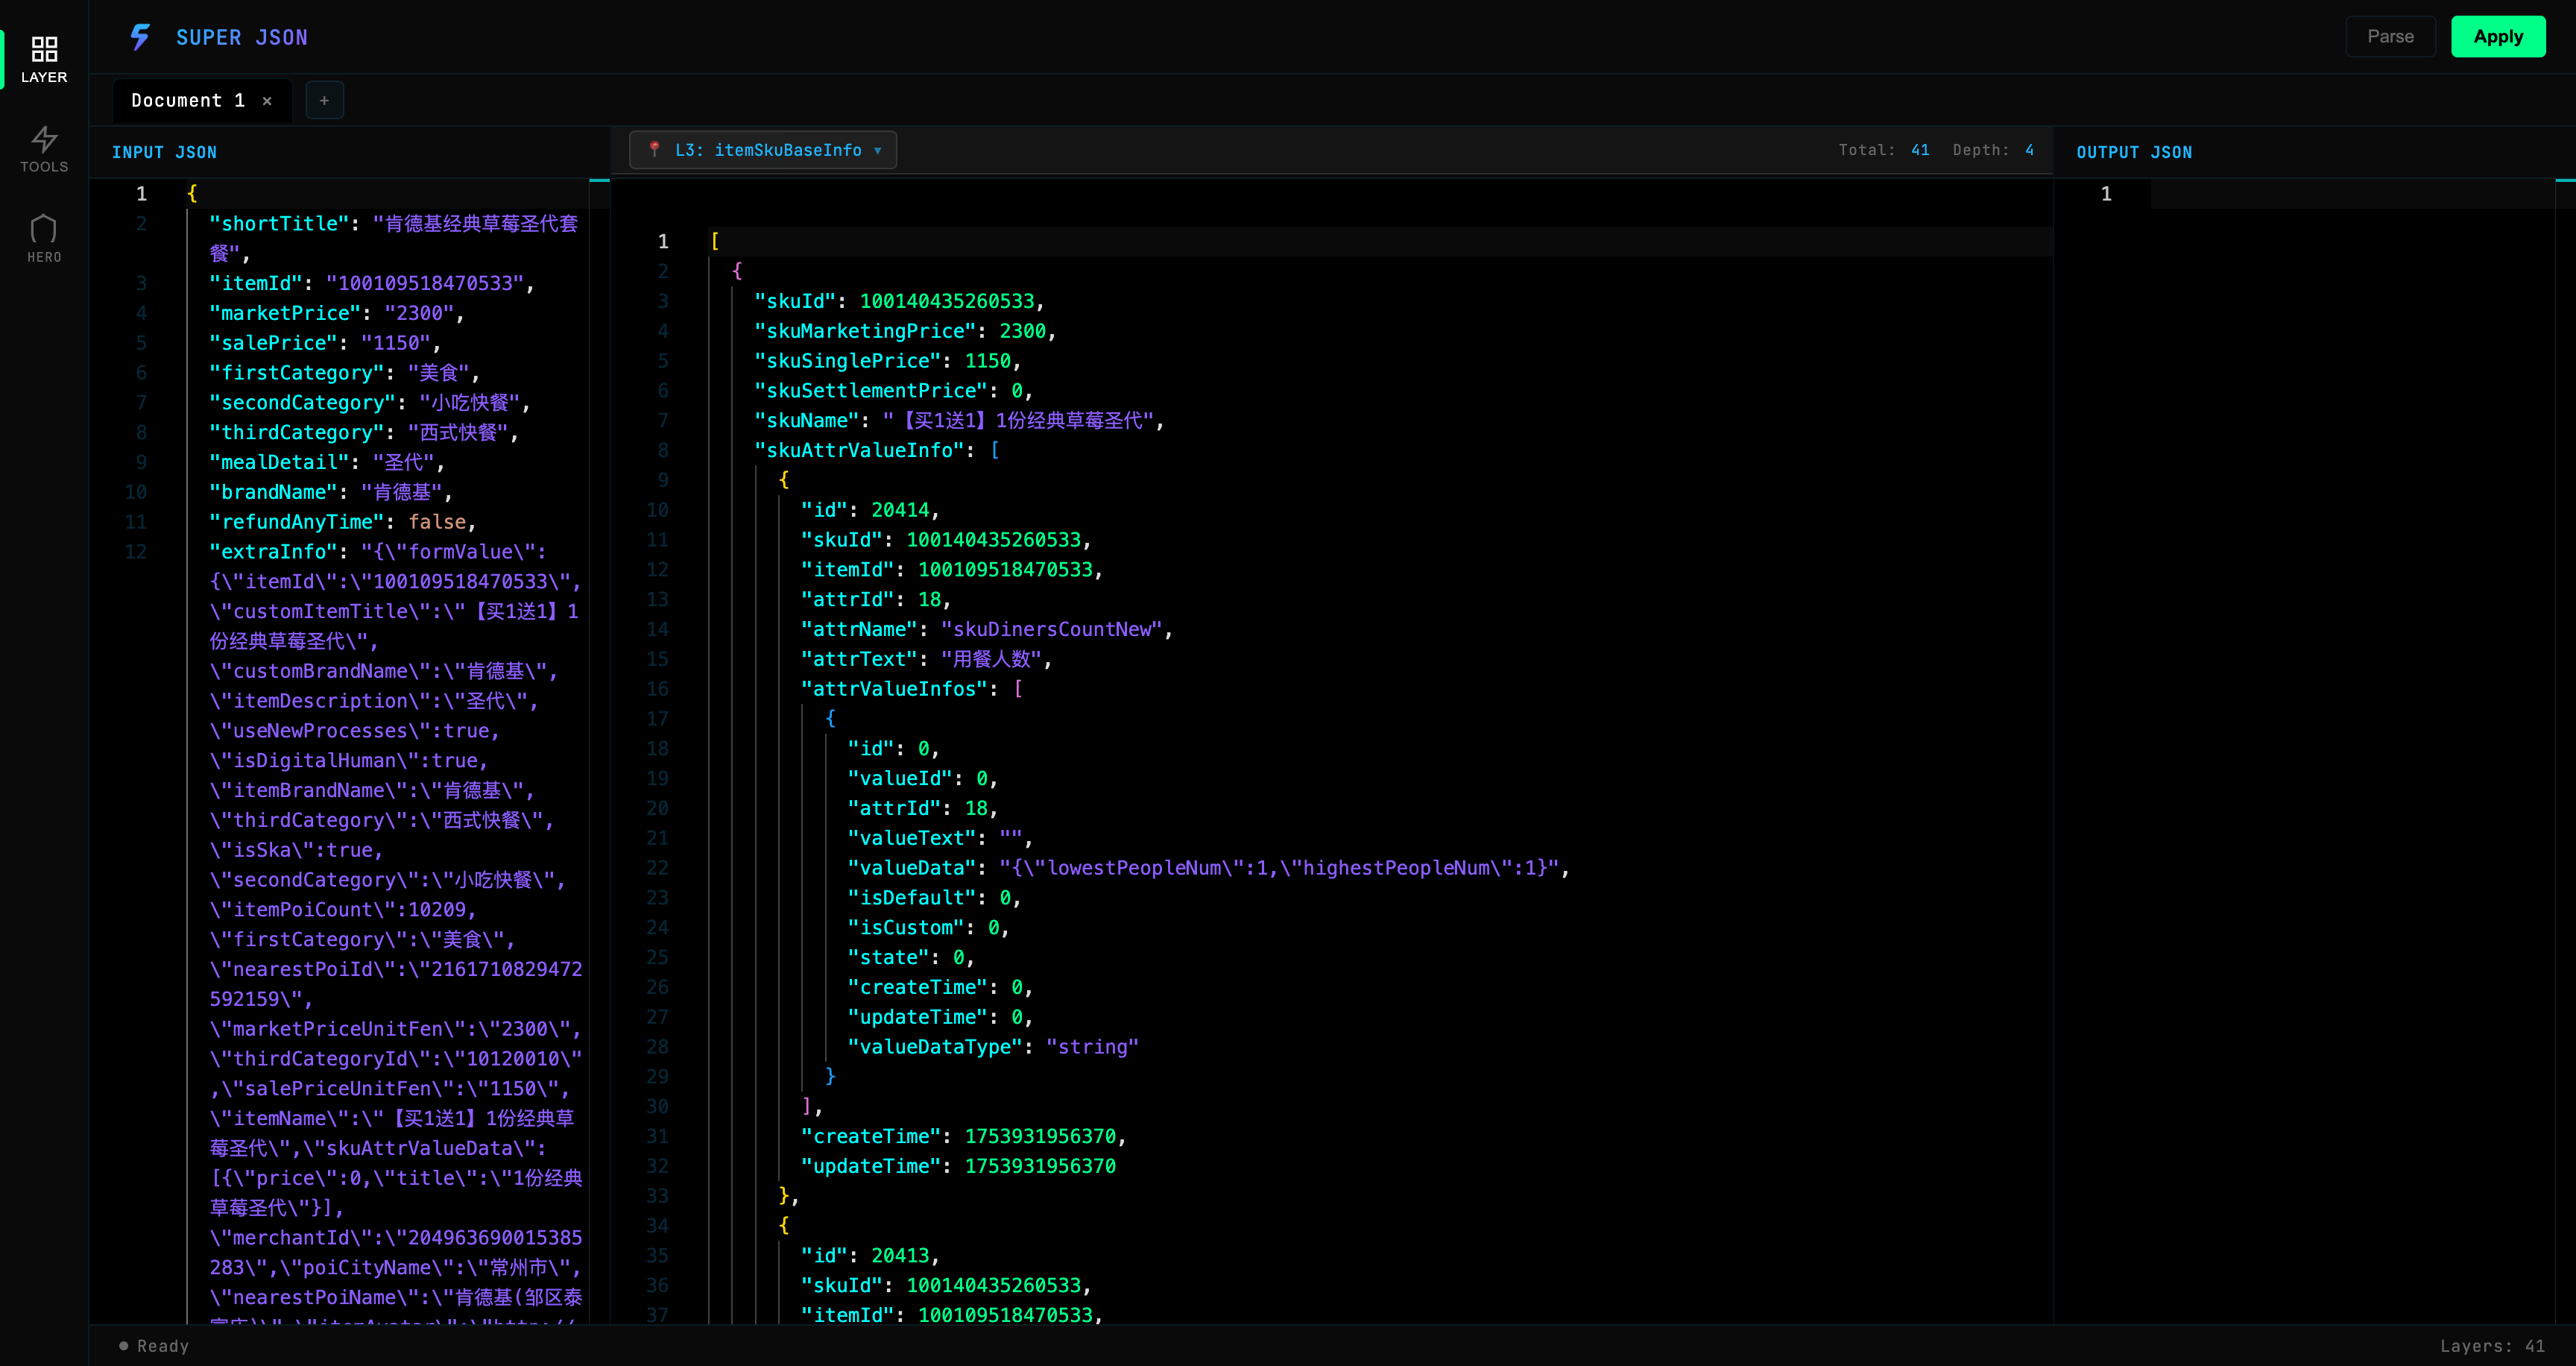 LAYER
TOOLS
HERO
SUPER JSON
Parse
Apply
Document 1 ×
+
INPUT JSON
1 {
2 "shortTitle": "肯德基经典草莓圣代套
餐",
3 "itemId": "100109518470533",
4 "marketPrice": "2300",
5 "salePrice": "1150",
6 "firstCategory": "美食",
7 "secondCategory": "小吃快餐",
8 "thirdCategory": "西式快餐",
9 "mealDetail": "圣代",
10 "brandName": "肯德基",
11 "refundAnyTime": false,
12 "extraInfo": "{\"formValue\":
{\"itemId\":\"100109518470533\",
\"customItemTitle\":\"【买1送1】1
份经典草莓圣代\",
\"customBrandName\":\"肯德基\",
\"itemDescription\":\"圣代\",
\"useNewProcesses\":true,
\"isDigitalHuman\":true,
\"itemBrandName\":\"肯德基\",
\"thirdCategory\":\"西式快餐\",
\"isSka\":true,
\"secondCategory\":\"小吃快餐\",
\"itemPoiCount\":10209,
\"firstCategory\":\"美食\",
\"nearestPoiId\":\"2161710829472
592159\",
\"marketPriceUnitFen\":\"2300\",
\"thirdCategoryId\":\"10120010\"
,\"salePriceUnitFen\":\"1150\",
\"itemName\":\"【买1送1】1份经典草
莓圣代\",\"skuAttrValueData\":
[{\"price\":0,\"title\":\"1份经典
草莓圣代\"}],
\"merchantId\":\"204963690015385
283\",\"poiCityName\":\"常州市\",
\"nearestPoiName\":\"肯德基(邹区泰
L3: itemSkuBaseInfo ▼
Total: 41 Depth: 4
1 [
2 {
3 "skuId": 100140435260533,
4 "skuMarketingPrice": 2300,
5 "skuSinglePrice": 1150,
6 "skuSettlementPrice": 0,
7 "skuName": "【买1送1】1份经典草莓圣代",
8 "skuAttrValueInfo": [
9 {
10 "id": 20414,
11 "skuId": 100140435260533,
12 "itemId": 100109518470533,
13 "attrId": 18,
14 "attrName": "skuDinersCountNew",
15 "attrText": "用餐人数",
16 "attrValueInfos": [
17 {
18 "id": 0,
19 "valueId": 0,
20 "attrId": 18,
21 "valueText": "",
22 "valueData": "{\"lowestPeopleNum\":1,\"highestPeopleNum\":1}",
23 "isDefault": 0,
24 "isCustom": 0,
25 "state": 0,
26 "createTime": 0,
27 "updateTime": 0,
28 "valueDataType": "string"
29 }
30 ],
31 "createTime": 1753931956370,
32 "updateTime": 1753931956370
33 },
34 {
35 "id": 20413,
36 "skuId": 100140435260533,
37 "itemId": 100109518470533,
OUTPUT JSON
1
Ready
Layers: 41